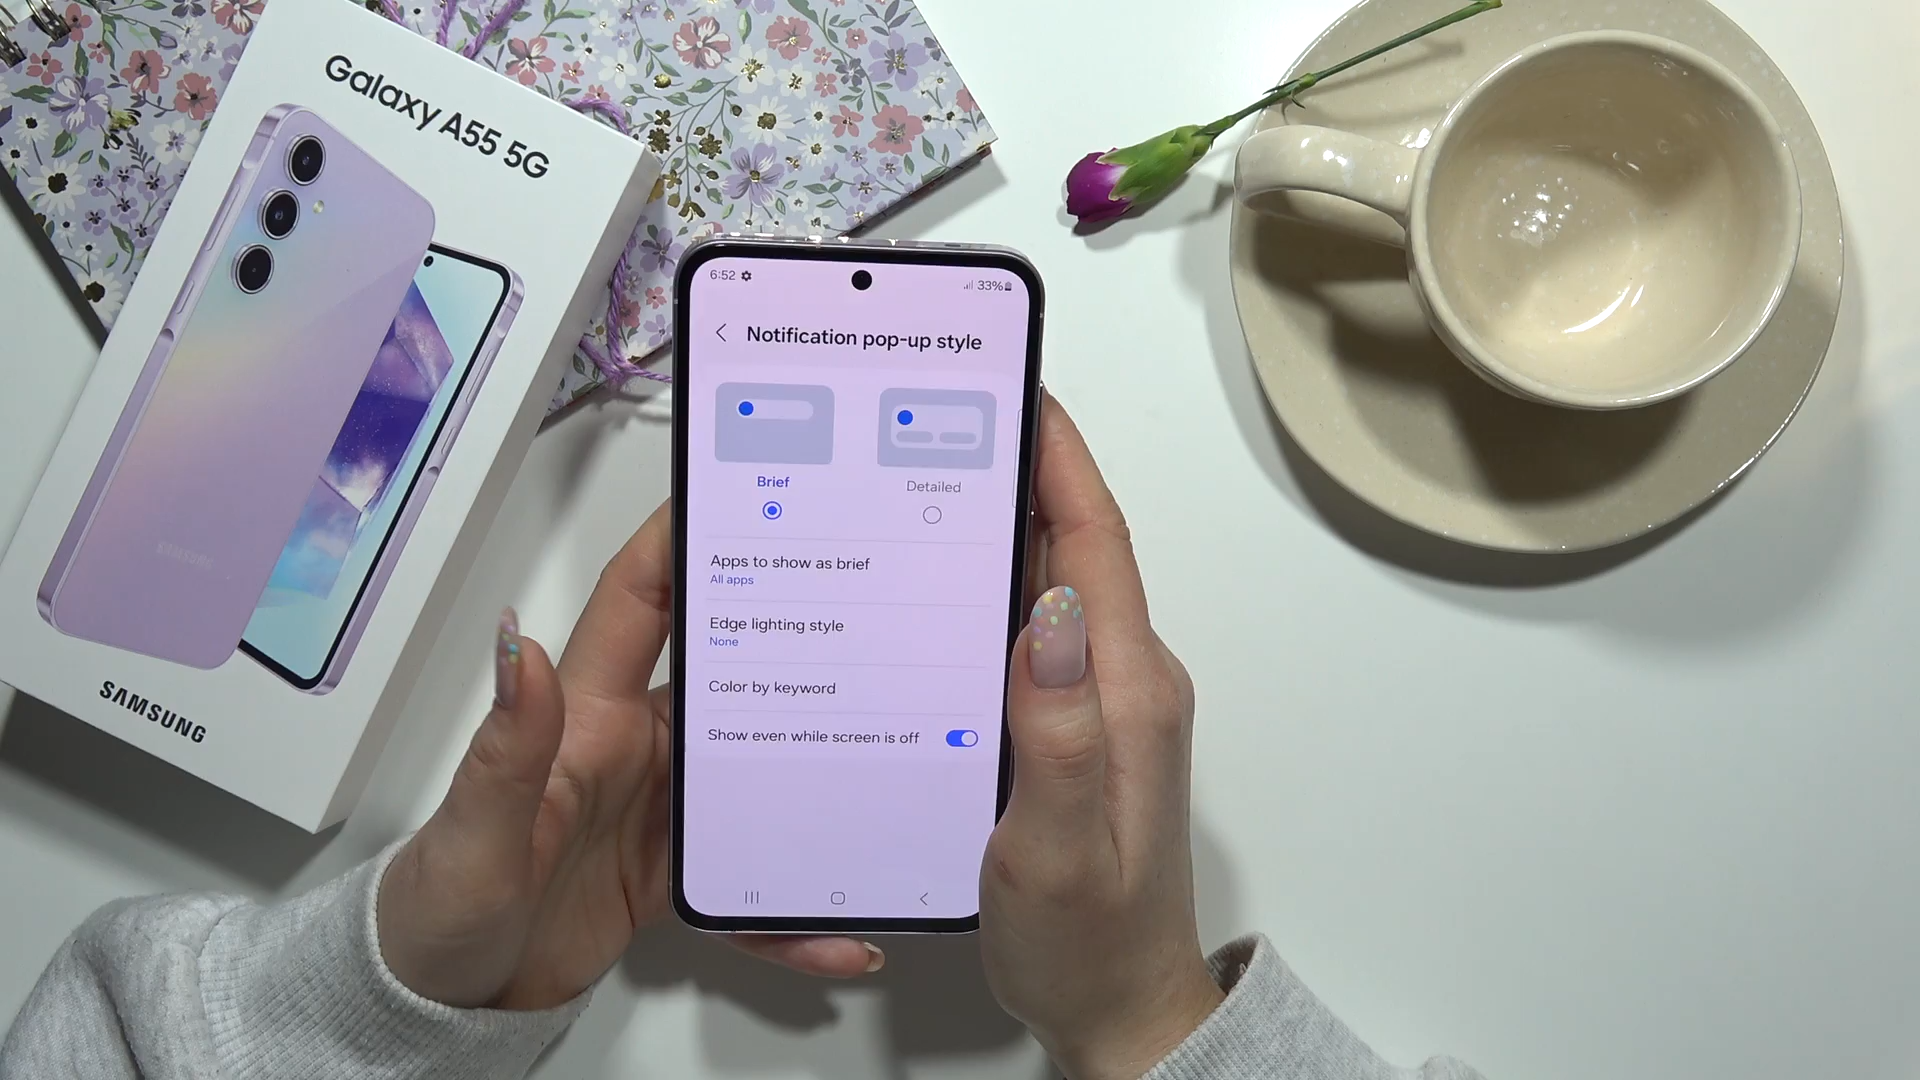 Galaxy A55 5G
SAMSUNG
SAMSUNG
6:52
33%
Notification pop-up style
Brief
Detailed
Apps to show as brief
All apps
Edge lighting style
None
Color by keyword
Show even while screen is off